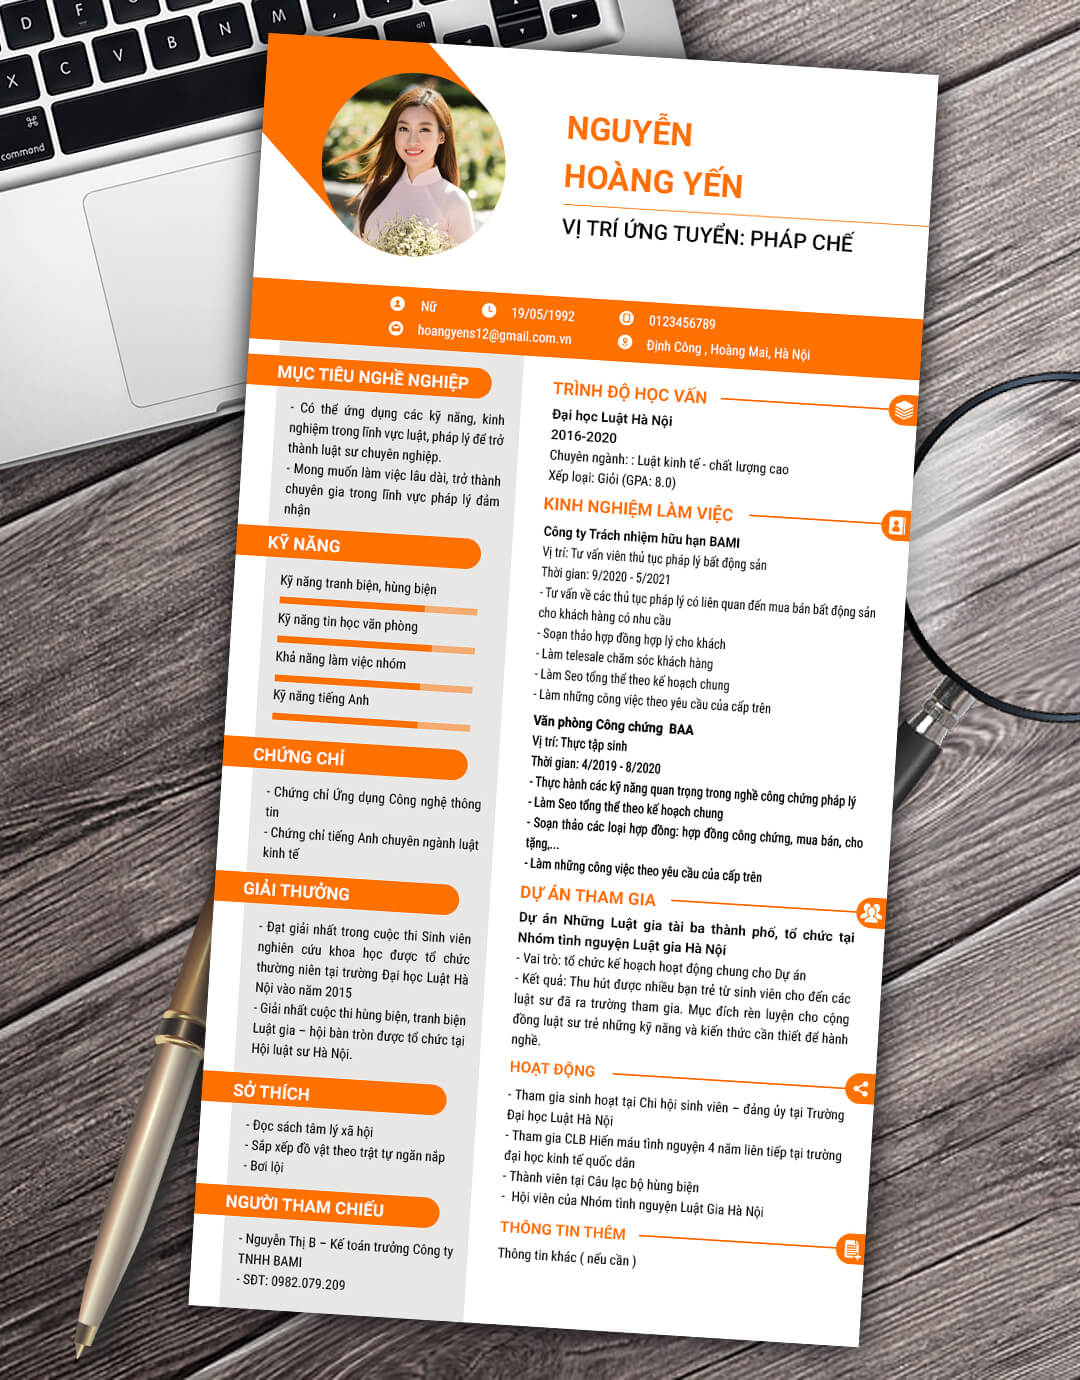 D
F
X
C
V
B
N
M
alt
⌘
command
NGUYỄN
HOÀNG YẾN
VỊ TRÍ ỨNG TUYỂN: PHÁP CHẾ
Nữ
19/05/1992
0123456789
hoangyens12@gmail.com.vn
Định Công , Hoàng Mai, Hà Nội
MỤC TIÊU NGHỀ NGHIỆP
- Có thể ứng dụng các kỹ năng, kinh
nghiệm trong lĩnh vực luật, pháp lý để trở
thành luật sư chuyên nghiệp.
- Mong muốn làm việc lâu dài, trở thành
chuyên gia trong lĩnh vực pháp lý đảm
nhận
KỸ NĂNG
Kỹ năng tranh biện, hùng biện
Kỹ năng tin học văn phòng
Khả năng làm việc nhóm
Kỹ năng tiếng Anh
CHỨNG CHỈ
- Chứng chỉ Ứng dụng Công nghệ thông
tin
- Chứng chỉ tiếng Anh chuyên ngành luật
kinh tế
GIẢI THƯỞNG
- Đạt giải nhất trong cuộc thi Sinh viên
nghiên cứu khoa học được tổ chức
thường niên tại trường Đại học Luật Hà
Nội vào năm 2015
- Giải nhất cuộc thi hùng biện, tranh biện
Luật gia – hội bàn tròn được tổ chức tại
Hội luật sư Hà Nội.
SỞ THÍCH
- Đọc sách tâm lý xã hội
- Sắp xếp đồ vật theo trật tự ngăn nắp
- Bơi lội
NGƯỜI THAM CHIẾU
- Nguyễn Thị B – Kế toán trưởng Công ty
TNHH BAMI
- SĐT: 0982.079.209
TRÌNH ĐỘ HỌC VẤN
Đại học Luật Hà Nội
2016-2020
Chuyên ngành: : Luật kinh tế - chất lượng cao
Xếp loại: Giỏi (GPA: 8.0)
KINH NGHIỆM LÀM VIỆC
Công ty Trách nhiệm hữu hạn BAMI
Vị trí: Tư vấn viên thủ tục pháp lý bất động sản
Thời gian: 9/2020 - 5/2021
- Tư vấn về các thủ tục pháp lý có liên quan đến mua bán bất động sản
cho khách hàng có nhu cầu
- Soạn thảo hợp đồng hợp lý cho khách
- Làm telesale chăm sóc khách hàng
- Làm Seo tổng thể theo kế hoạch chung
- Làm những công việc theo yêu cầu của cấp trên
Văn phòng Công chứng BAA
Vị trí: Thực tập sinh
Thời gian: 4/2019 - 8/2020
- Thực hành các kỹ năng quan trọng trong nghề công chứng pháp lý
- Làm Seo tổng thể theo kế hoạch chung
- Soạn thảo các loại hợp đồng: hợp đồng công chứng, mua bán, cho
tặng,...
- Làm những công việc theo yêu cầu của cấp trên
DỰ ÁN THAM GIA
Dự án Những Luật gia tài ba thành phố, tổ chức tại
Nhóm tình nguyện Luật gia Hà Nội
- Vai trò: tổ chức kế hoạch hoạt động chung cho Dự án
- Kết quả: Thu hút được nhiều bạn trẻ từ sinh viên cho đến các
luật sư đã ra trường tham gia. Mục đích rèn luyện cho cộng
đồng luật sư trẻ những kỹ năng và kiến thức cần thiết để hành
nghề.
HOẠT ĐỘNG
- Tham gia sinh hoạt tại Chi hội sinh viên – đảng ủy tại Trường
Đại học Luật Hà Nội
- Tham gia CLB Hiến máu tình nguyện 4 năm liên tiếp tại trường
đại học kinh tế quốc dân
- Thành viên tại Câu lạc bộ hùng biện
- Hội viên của Nhóm tình nguyện Luật Gia Hà Nội
THÔNG TIN THÊM
Thông tin khác ( nếu cần )